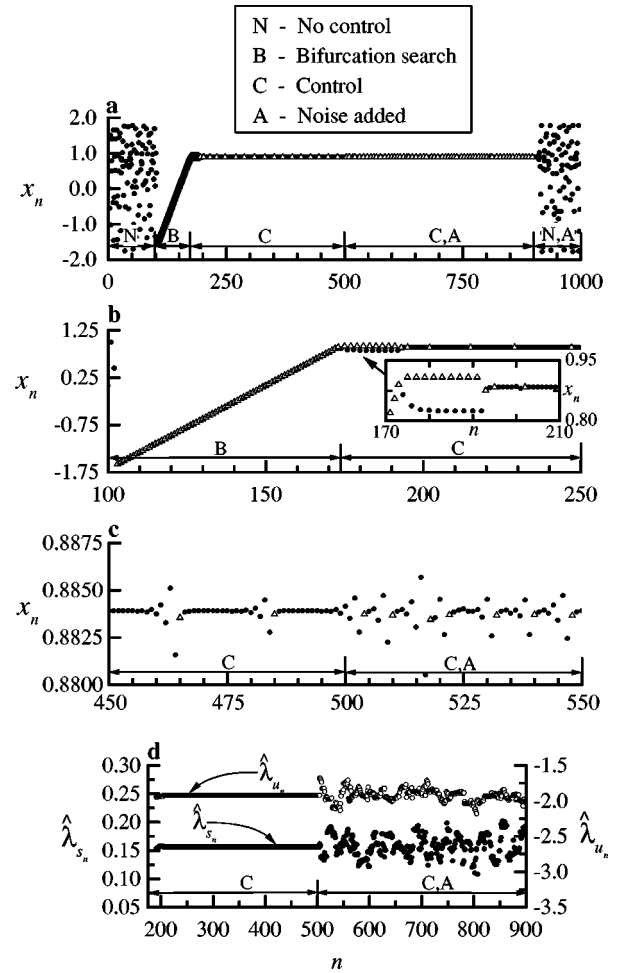 N - No control
B - Bifurcation search
C - Control
A - Noise added
a
2.0
1.0
0.0
-1.0
-2.0
x_n
N B C C,A N,A
0 250 500 750 1000
b
1.25
0.25
-0.75
-1.75
x_n
0.95
x_n
0.80
170 n 210
B C
100 150 200 250
c
0.8875
0.8850
0.8825
0.8800
x_n
C C,A
450 475 500 525 550
d
0.30
0.25
0.20
0.15
0.10
0.05
λ̂_{s_n}
λ̂_{u_n}
λ̂_{s_n}
-1.5
-2.0
-2.5
-3.0
-3.5
λ̂_{u_n}
C C,A
200 300 400 500 600 700 800 900
n